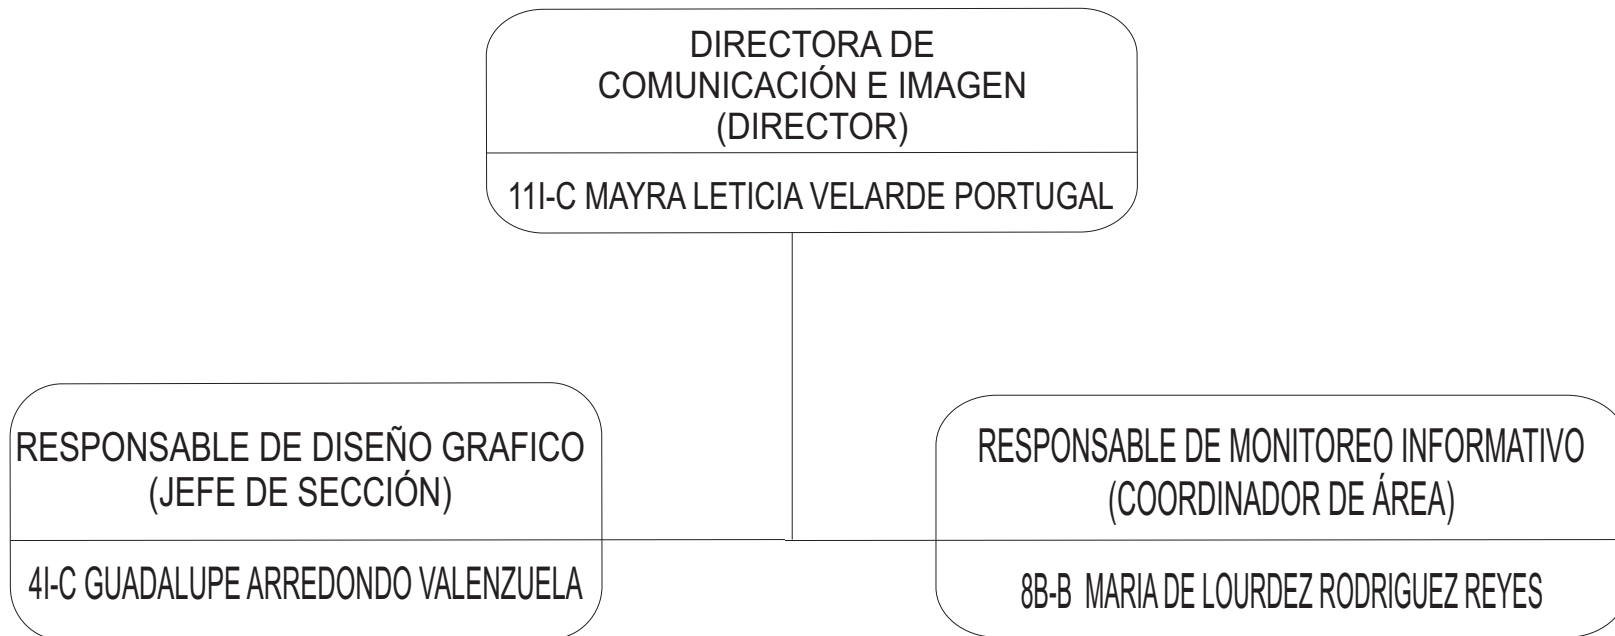 DIRECTORA DE
COMUNICACIÓN E IMAGEN
(DIRECTOR)
11I-C MAYRA LETICIA VELARDE PORTUGAL
RESPONSABLE DE DISEÑO GRAFICO
(JEFE DE SECCIÓN)
4I-C GUADALUPE ARREDONDO VALENZUELA
RESPONSABLE DE MONITOREO INFORMATIVO
(COORDINADOR DE ÁREA)
8B-B MARIA DE LOURDEZ RODRIGUEZ REYES